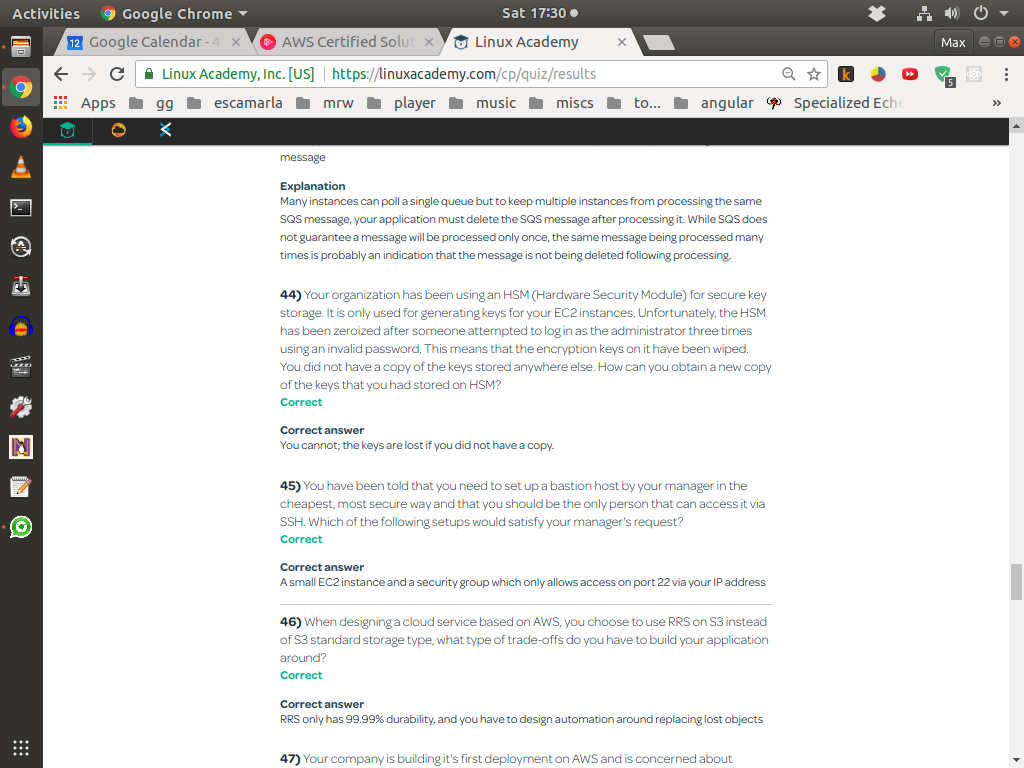 Activities Google Chrome Sat 17:30
Google Calendar - 4 AWS Certified Solut Linux Academy Max
Linux Academy, Inc. [US] https://linuxacademy.com/cp/quiz/results 5
Apps gg escamarla mrw player music miscs to... angular Specialized Eche »
message
Explanation
Many instances can poll a single queue but to keep multiple instances from processing the same
SQS message, your application must delete the SQS message after processing it. While SQS does
not guarantee a message will be processed only once, the same message being processed many
times is probably an indication that the message is not being deleted following processing.
44) Your organization has been using an HSM (Hardware Security Module) for secure key
storage. It is only used for generating keys for your EC2 instances. Unfortunately, the HSM
has been zeroized after someone attempted to log in as the administrator three times
using an invalid password. This means that the encryption keys on it have been wiped.
You did not have a copy of the keys stored anywhere else. How can you obtain a new copy
of the keys that you had stored on HSM?
Correct
Correct answer
You cannot; the keys are lost if you did not have a copy.
45) You have been told that you need to set up a bastion host by your manager in the
cheapest, most secure way and that you should be the only person that can access it via
SSH. Which of the following setups would satisfy your manager's request?
Correct
Correct answer
A small EC2 instance and a security group which only allows access on port 22 via your IP address
46) When designing a cloud service based on AWS, you choose to use RRS on S3 instead
of S3 standard storage type, what type of trade-offs do you have to build your application
around?
Correct
Correct answer
RRS only has 99.99% durability, and you have to design automation around replacing lost objects
47) Your company is building it's first deployment on AWS and is concerned about